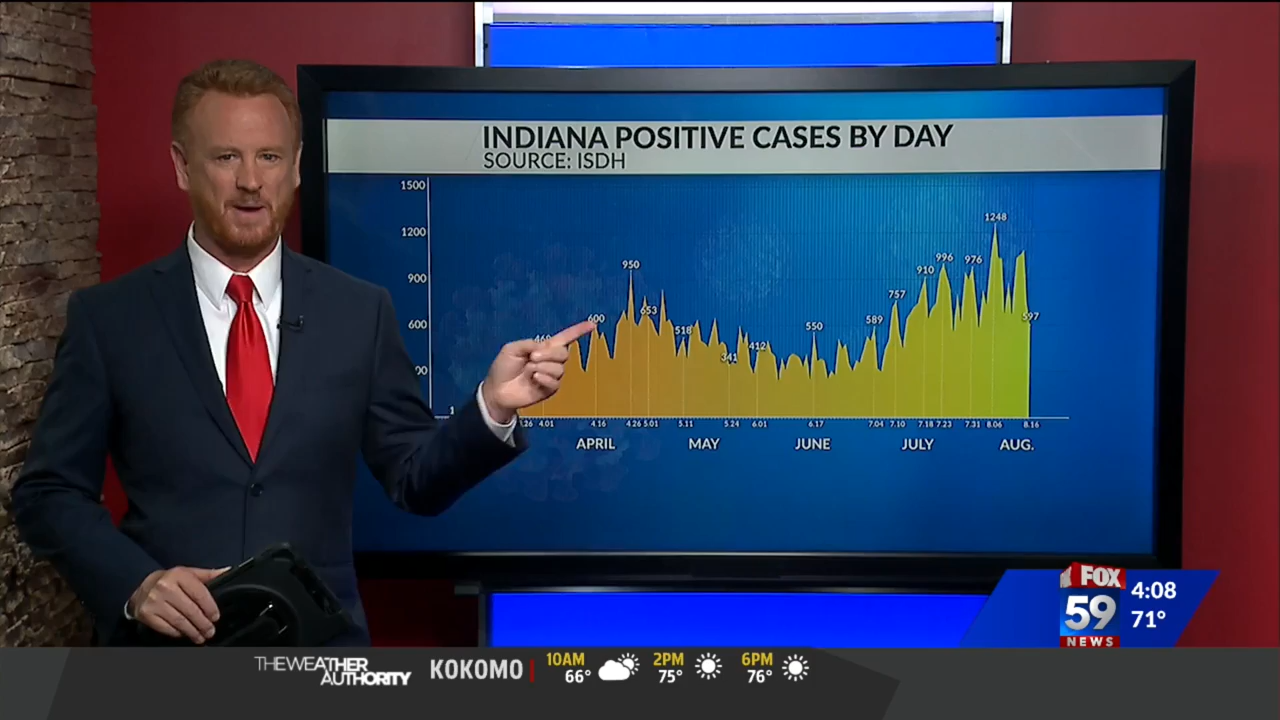 INDIANA POSITIVE CASES BY DAY
SOURCE: ISDH
1500
1200
900
600
1248
996
976
950
910
757
653
600
597
589
550
518
412
341
4.01 4.16 4.26 5.01 5.11 5.24 6.01 6.17 7.04 7.10 7.18 7.23 7.31 8.06 8.16
APRIL MAY JUNE JULY AUG.
FOX
59
NEWS
4:08
71°
THE WEATHER
AUTHORITY
KOKOMO
10AM
66°
2PM
75°
6PM
76°